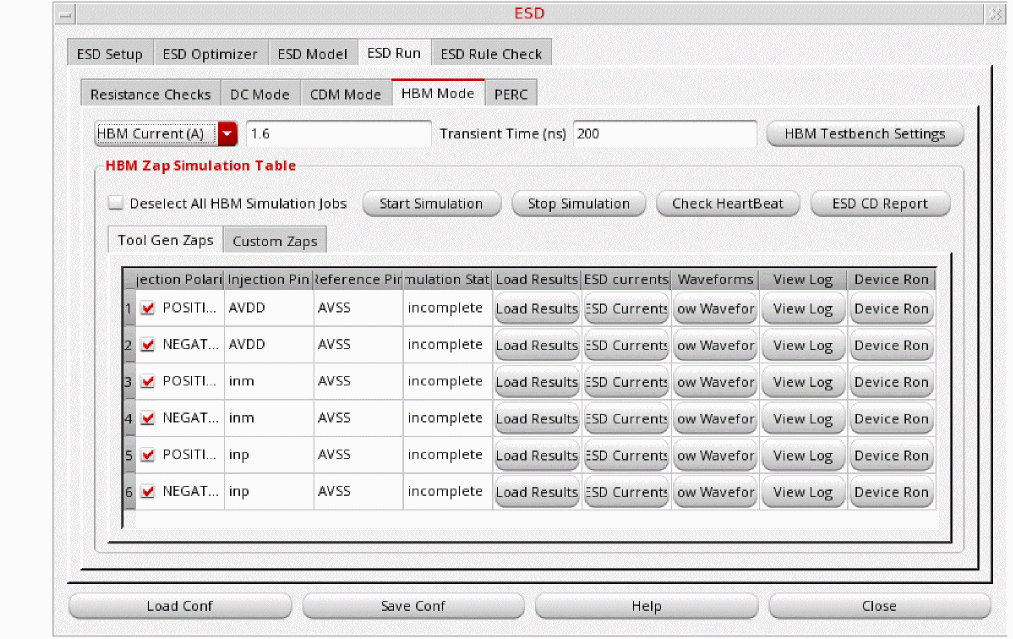 ESD
ESD Setup ESD Optimizer ESD Model ESD Run ESD Rule Check
Resistance Checks DC Mode CDM Mode HBM Mode PERC
HBM Current (A) 1.6 Transient Time (ns) 200 HBM Testbench Settings
HBM Zap Simulation Table
Deselect All HBM Simulation Jobs Start Simulation Stop Simulation Check HeartBeat ESD CD Report
Tool Gen Zaps Custom Zaps
jection Polari Injection Pin Reference Pin mulation Stat Load Results ESD currents Waveforms View Log Device Ron
1 POSITI... AVDD AVSS incomplete Load Results ESD Currents ow Wavefor View Log Device Ron
2 NEGAT... AVDD AVSS incomplete Load Results ESD Currents ow Wavefor View Log Device Ron
3 POSITI... inm AVSS incomplete Load Results ESD Currents ow Wavefor View Log Device Ron
4 NEGAT... inm AVSS incomplete Load Results ESD Currents ow Wavefor View Log Device Ron
5 POSITI... inp AVSS incomplete Load Results ESD Currents ow Wavefor View Log Device Ron
6 NEGAT... inp AVSS incomplete Load Results ESD Currents ow Wavefor View Log Device Ron
Load Conf Save Conf Help Close